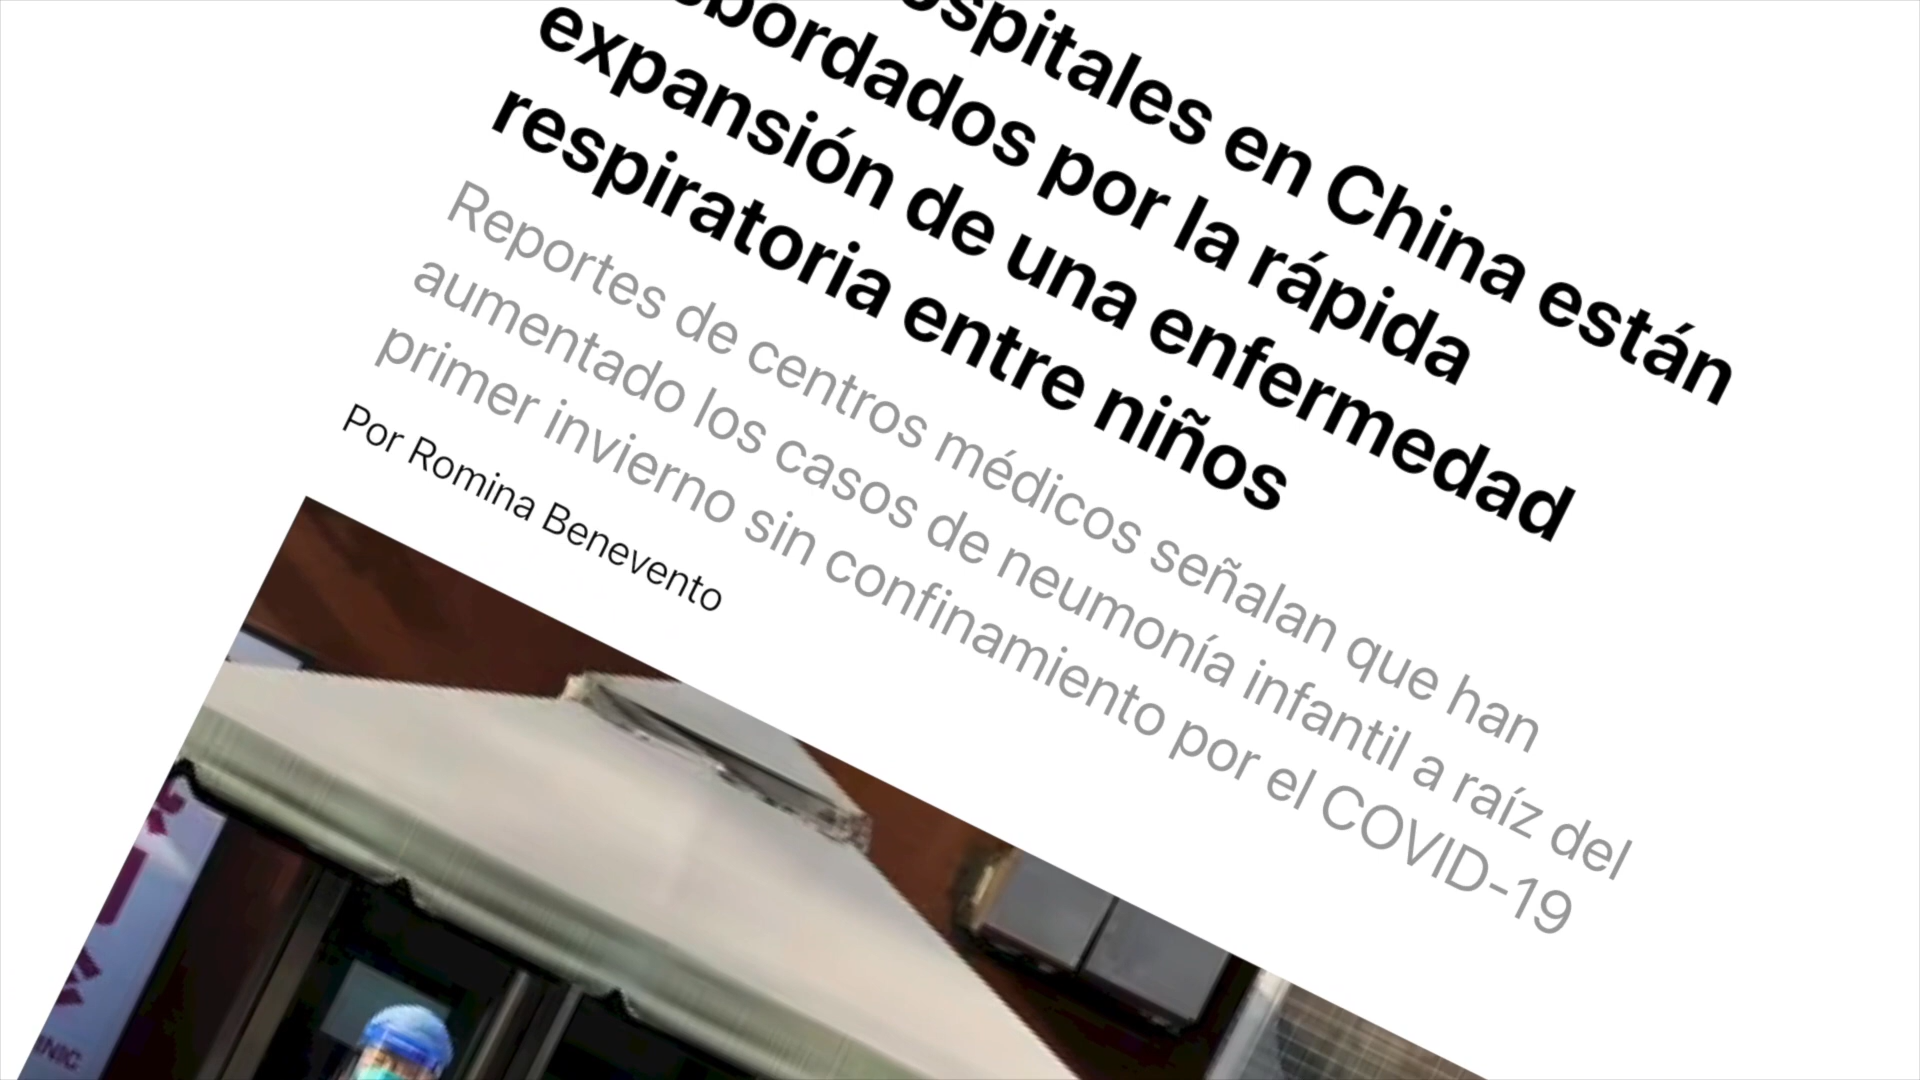 ospitales en China están
bordados por la rápida
expansión de una enfermedad
respiratoria entre niños
Reportes de centros médicos señalan que han
aumentado los casos de neumonía infantil a raíz del
primer invierno sin confinamiento por el COVID-19
Por Romina Benevento